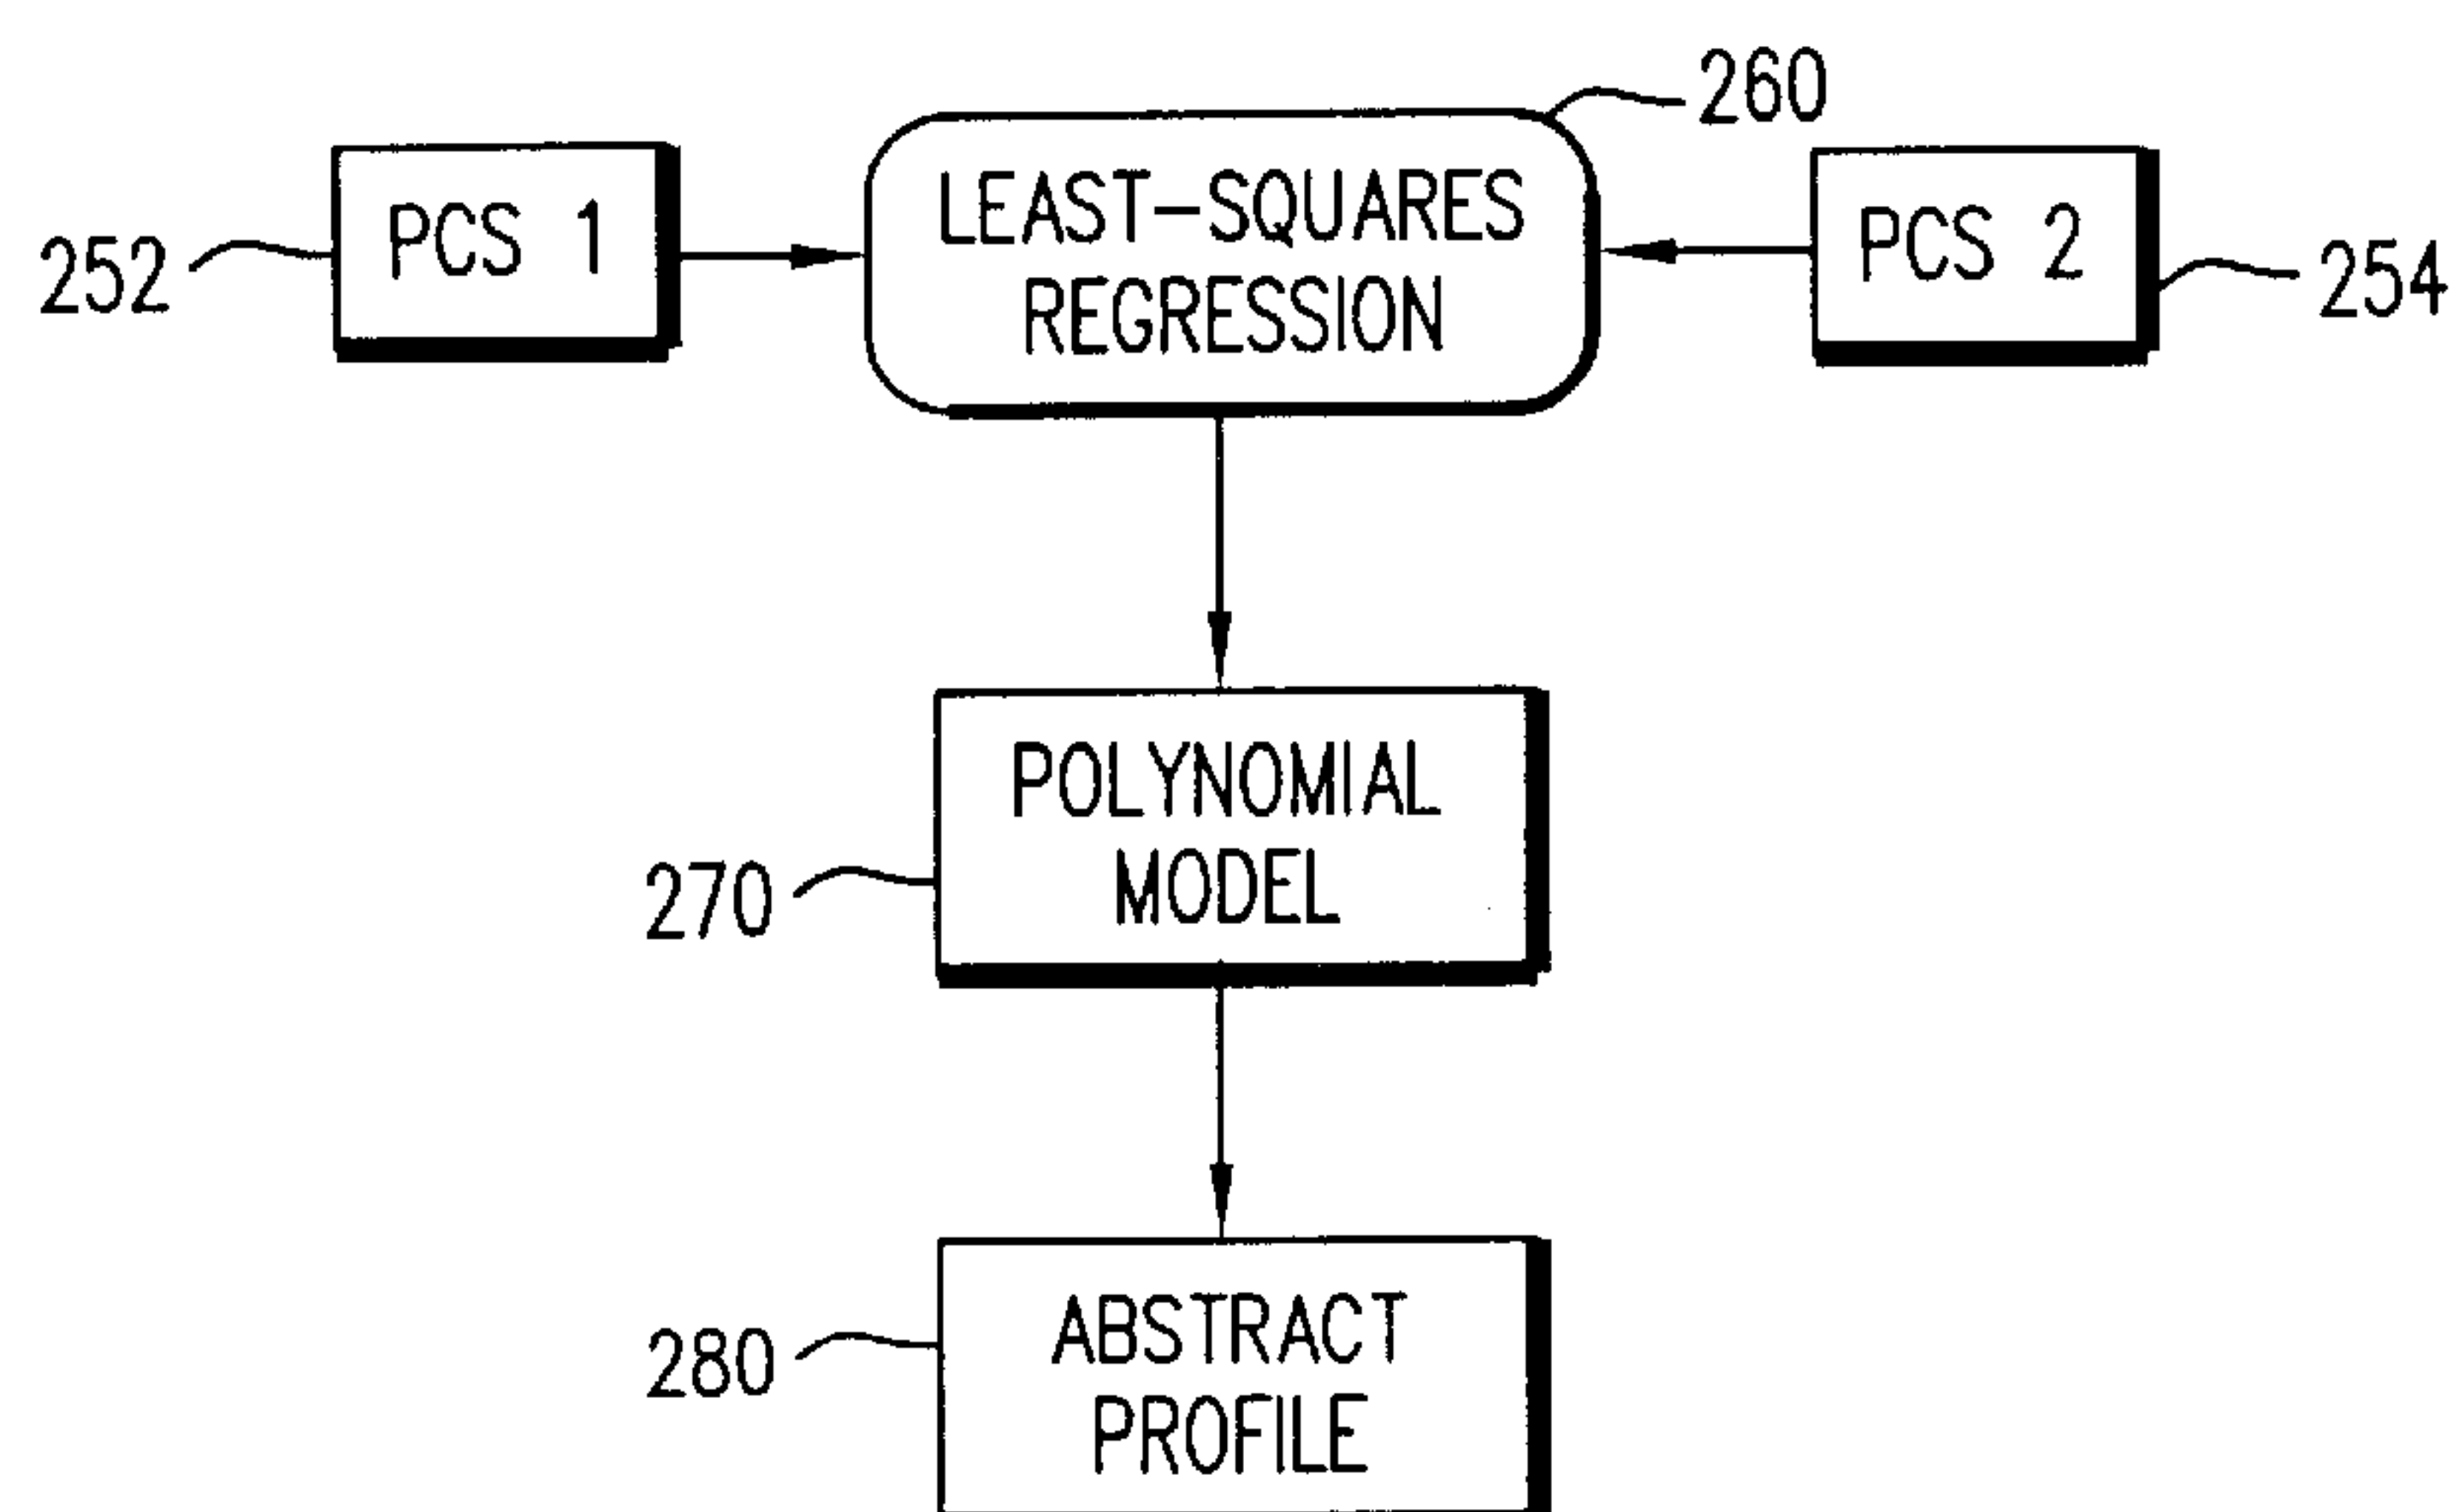 260
252
PCS 1
LEAST-SQUARES
REGRESSION
PCS 2
254
POLYNOMIAL
MODEL
270
ABSTRACT
PROFILE
280